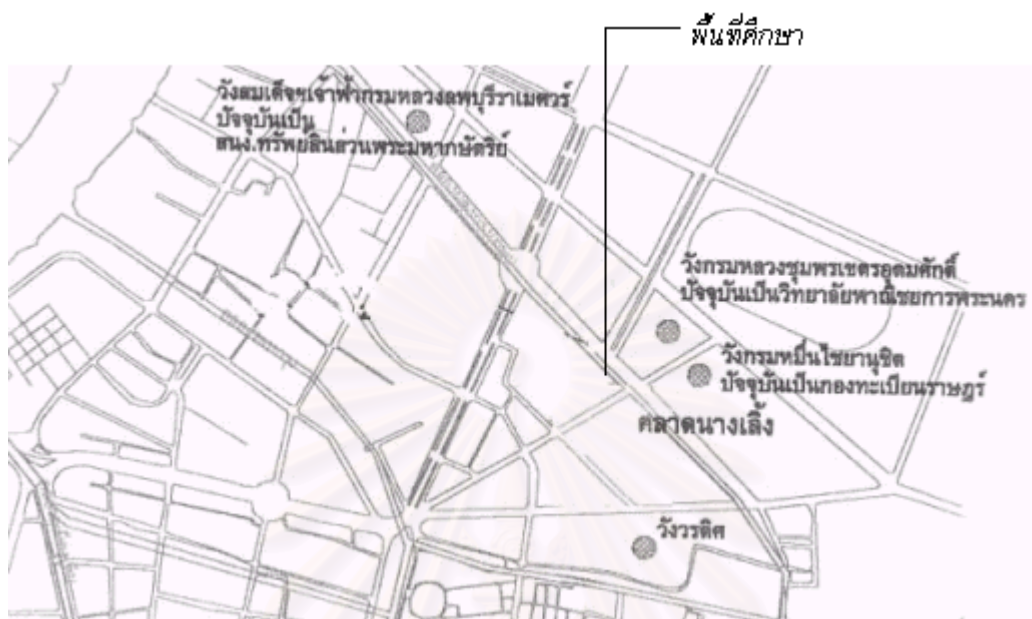 พื้นที่ศึกษา
วังสมเด็จฯเจ้าฟ้ากรมหลวงลพบุรีราเมศวร์
ปัจจุบันเป็น
สนง.ทรัพย์สินส่วนพระมหากษัตริย์
วังกรมหลวงชุมพรเขตรอุดมศักดิ์
ปัจจุบันเป็นวิทยาลัยพาณิชยการพระนคร
วังกรมหมื่นไชยานุชิต
ปัจจุบันเป็นกองทะเบียนราษฎร์
ตลาดนางเลิ้ง
วังวรดิศ